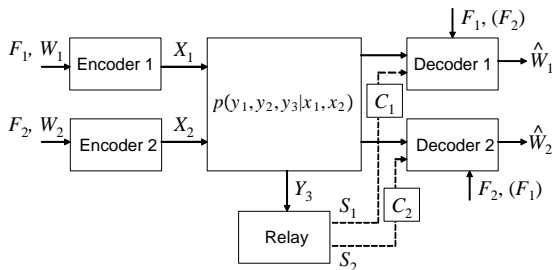 F₁, (F₂)
F₁, W₁
Encoder 1
X₁
p(y₁, y₂, y₃|x₁, x₂)
Decoder 1
Ŵ₁
C₁
F₂, W₂
Encoder 2
X₂
Decoder 2
Ŵ₂
Y₃
S₁
C₂
F₂, (F₁)
Relay
S₂